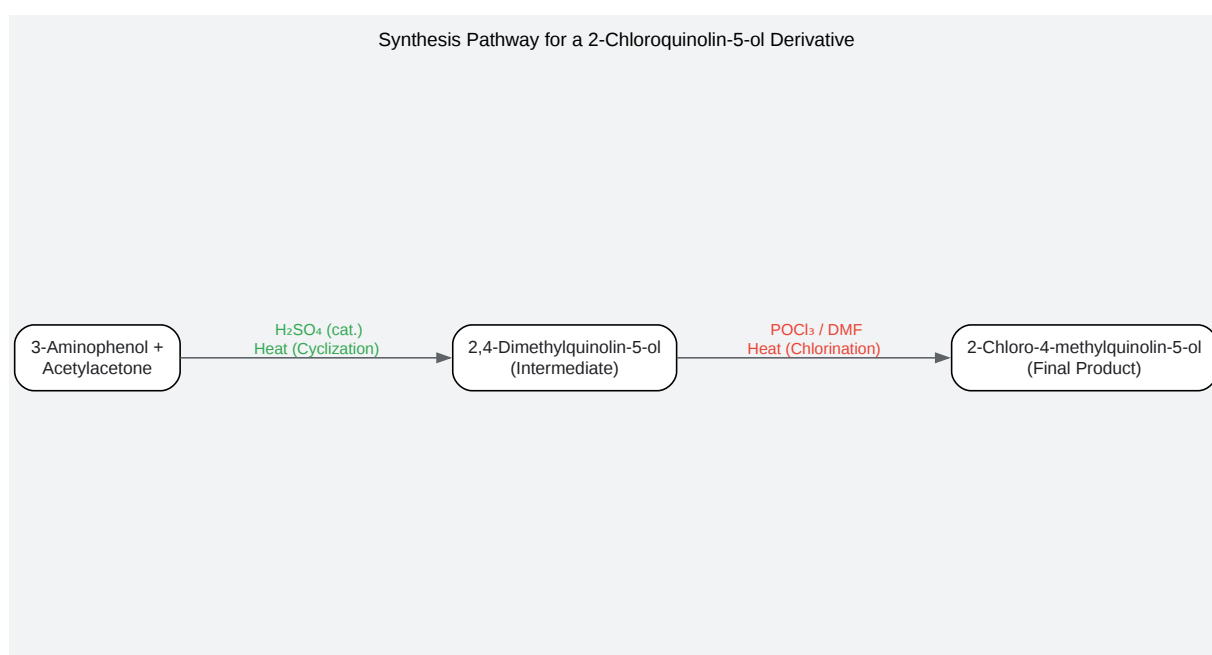 Synthesis Pathway for a 2-Chloroquinolin-5-ol Derivative
3-Aminophenol +
Acetylacetone
H₂SO₄ (cat.)
Heat (Cyclization)
2,4-Dimethylquinolin-5-ol
(Intermediate)
POCl₃ / DMF
Heat (Chlorination)
2-Chloro-4-methylquinolin-5-ol
(Final Product)